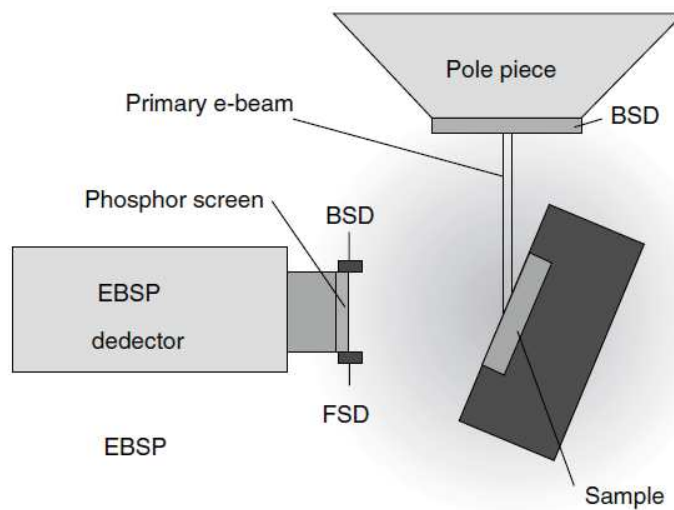 Pole piece
Primary e-beam
BSD
Phosphor screen
BSD
EBSP
dedector
FSD
EBSP
Sample